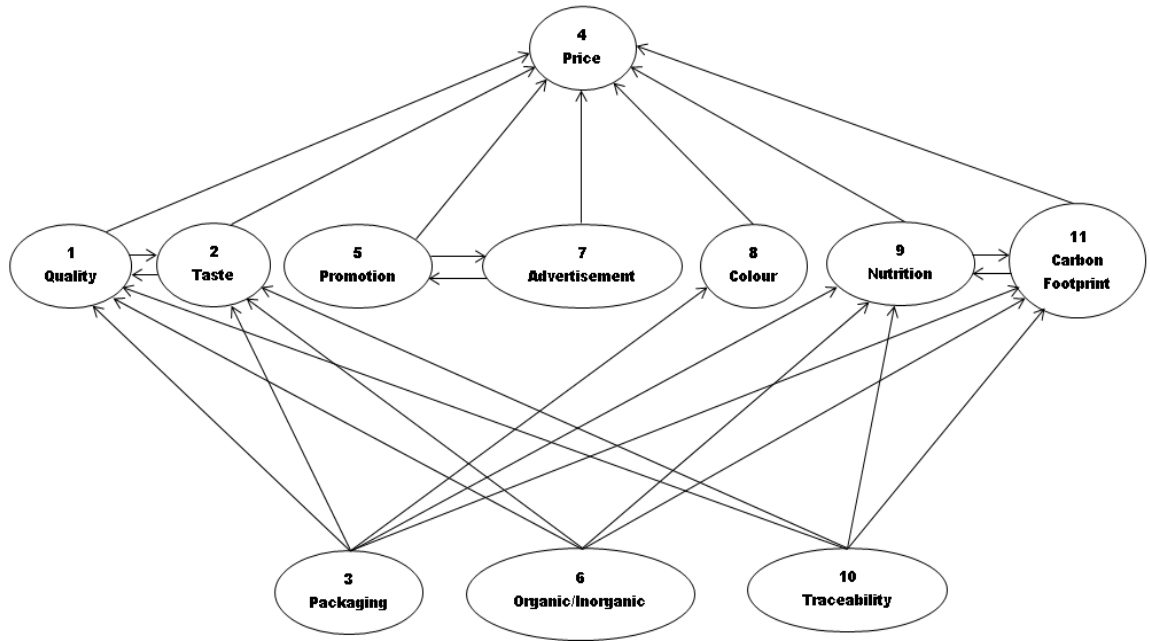 4
Price
1
Quality
2
Taste
5
Promotion
7
Advertisement
8
Colour
9
Nutrition
11
Carbon
Footprint
3
Packaging
6
Organic/Inorganic
10
Traceability